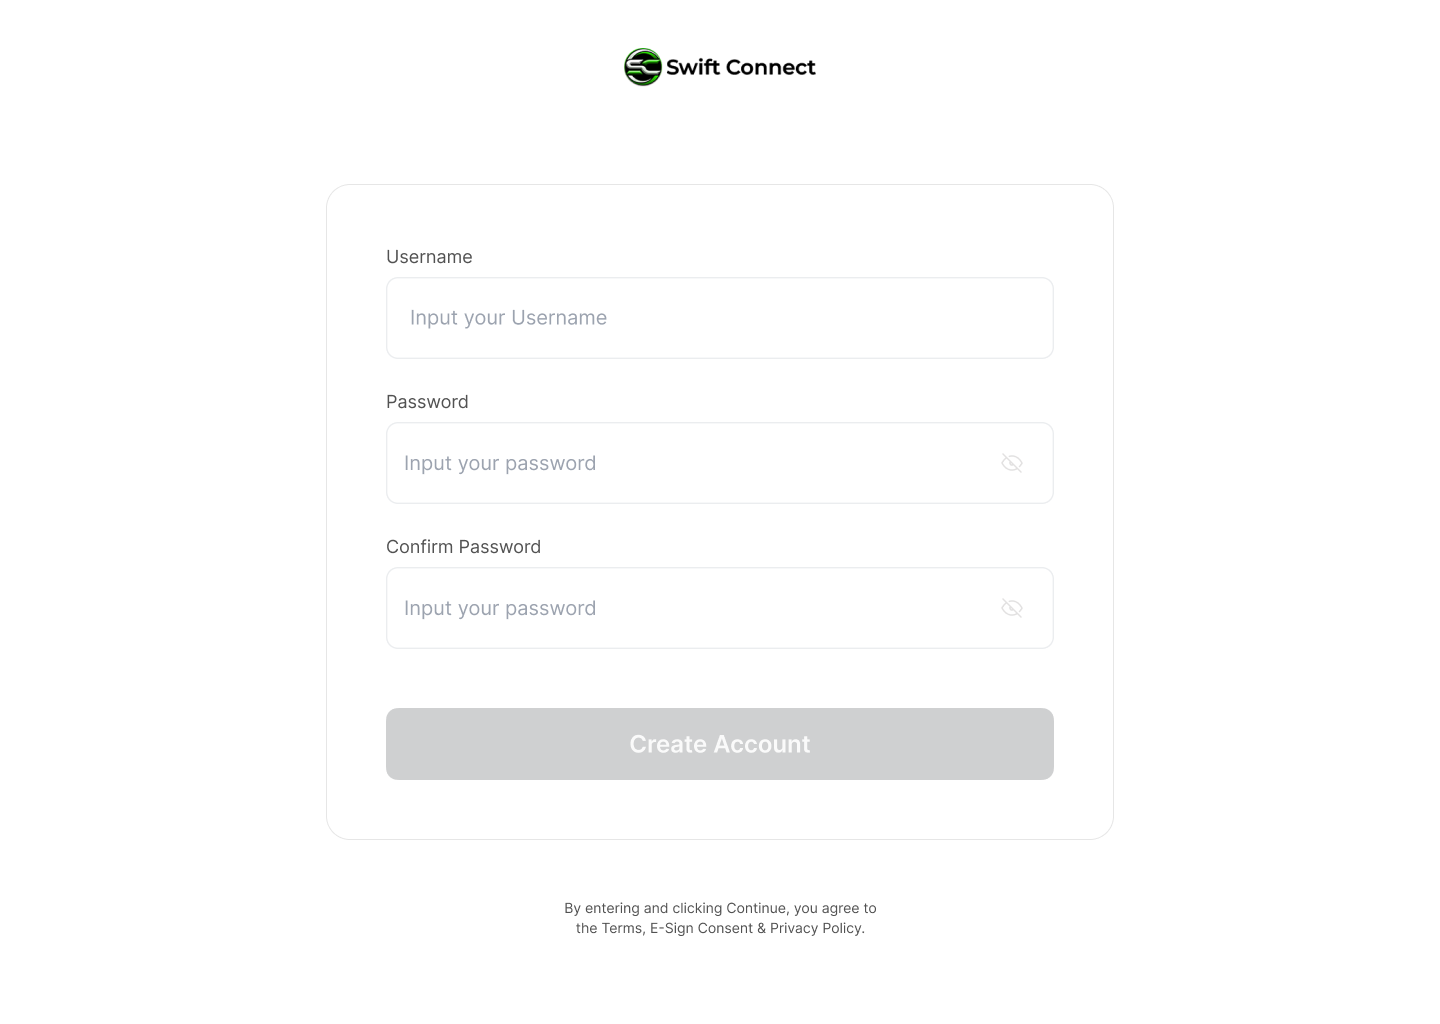 SC Swift Connect
Username
Input your Username
Password
Input your password
Confirm Password
Input your password
Create Account
By entering and clicking Continue, you agree to
the Terms, E-Sign Consent & Privacy Policy.